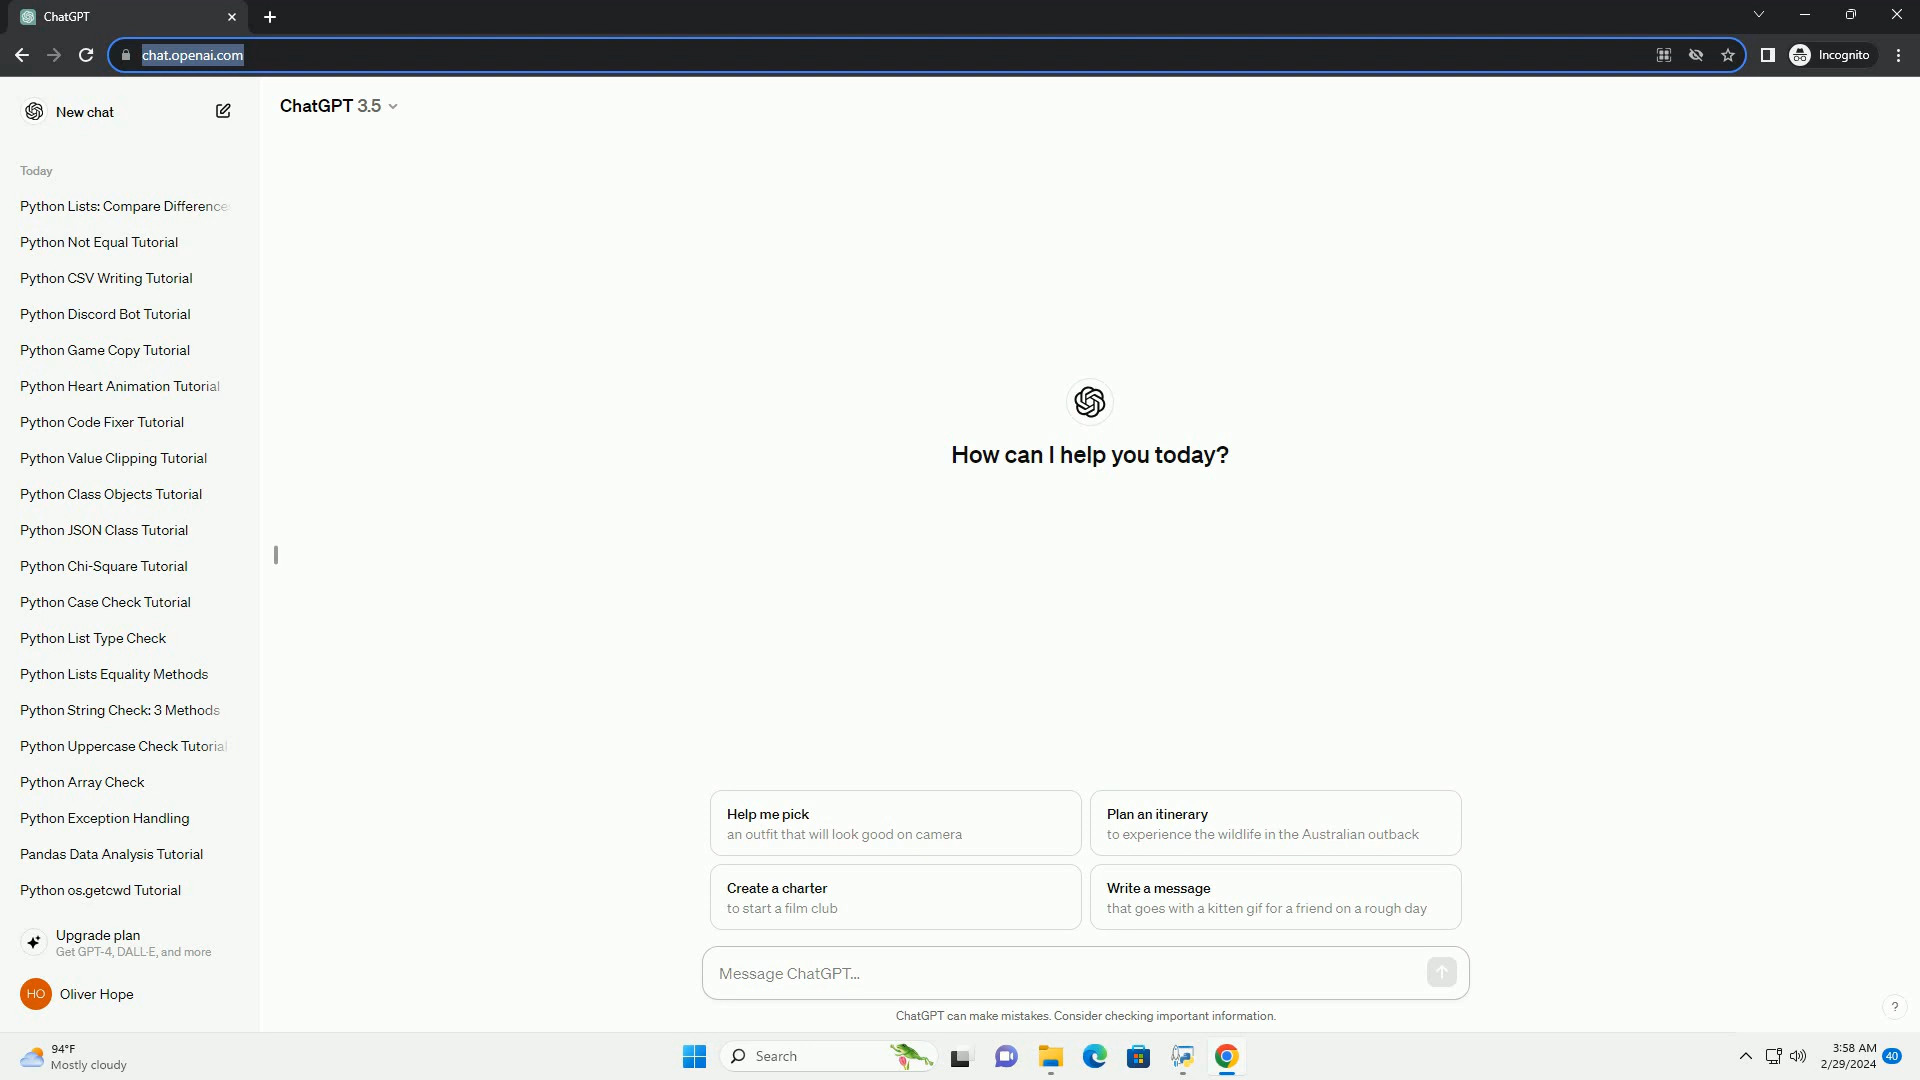 ChatGPT
chat.openai.com
Incognito
New chat
ChatGPT 3.5
Today
Python Lists: Compare Difference
Python Not Equal Tutorial
Python CSV Writing Tutorial
Python Discord Bot Tutorial
Python Game Copy Tutorial
Python Heart Animation Tutorial
Python Code Fixer Tutorial
Python Value Clipping Tutorial
Python Class Objects Tutorial
Python JSON Class Tutorial
Python Chi-Square Tutorial
Python Case Check Tutorial
Python List Type Check
Python Lists Equality Methods
Python String Check: 3 Methods
Python Uppercase Check Tutorial
Python Array Check
Python Exception Handling
Pandas Data Analysis Tutorial
Python os.getcwd Tutorial
Upgrade plan
Get GPT-4, DALL·E, and more
HO
Oliver Hope
How can I help you today?
Help me pick
an outfit that will look good on camera
Plan an itinerary
to experience the wildlife in the Australian outback
Create a charter
to start a film club
Write a message
that goes with a kitten gif for a friend on a rough day
Message ChatGPT...
ChatGPT can make mistakes. Consider checking important information.
?
94°F
Mostly cloudy
Search
3:58 AM
2/29/2024
40